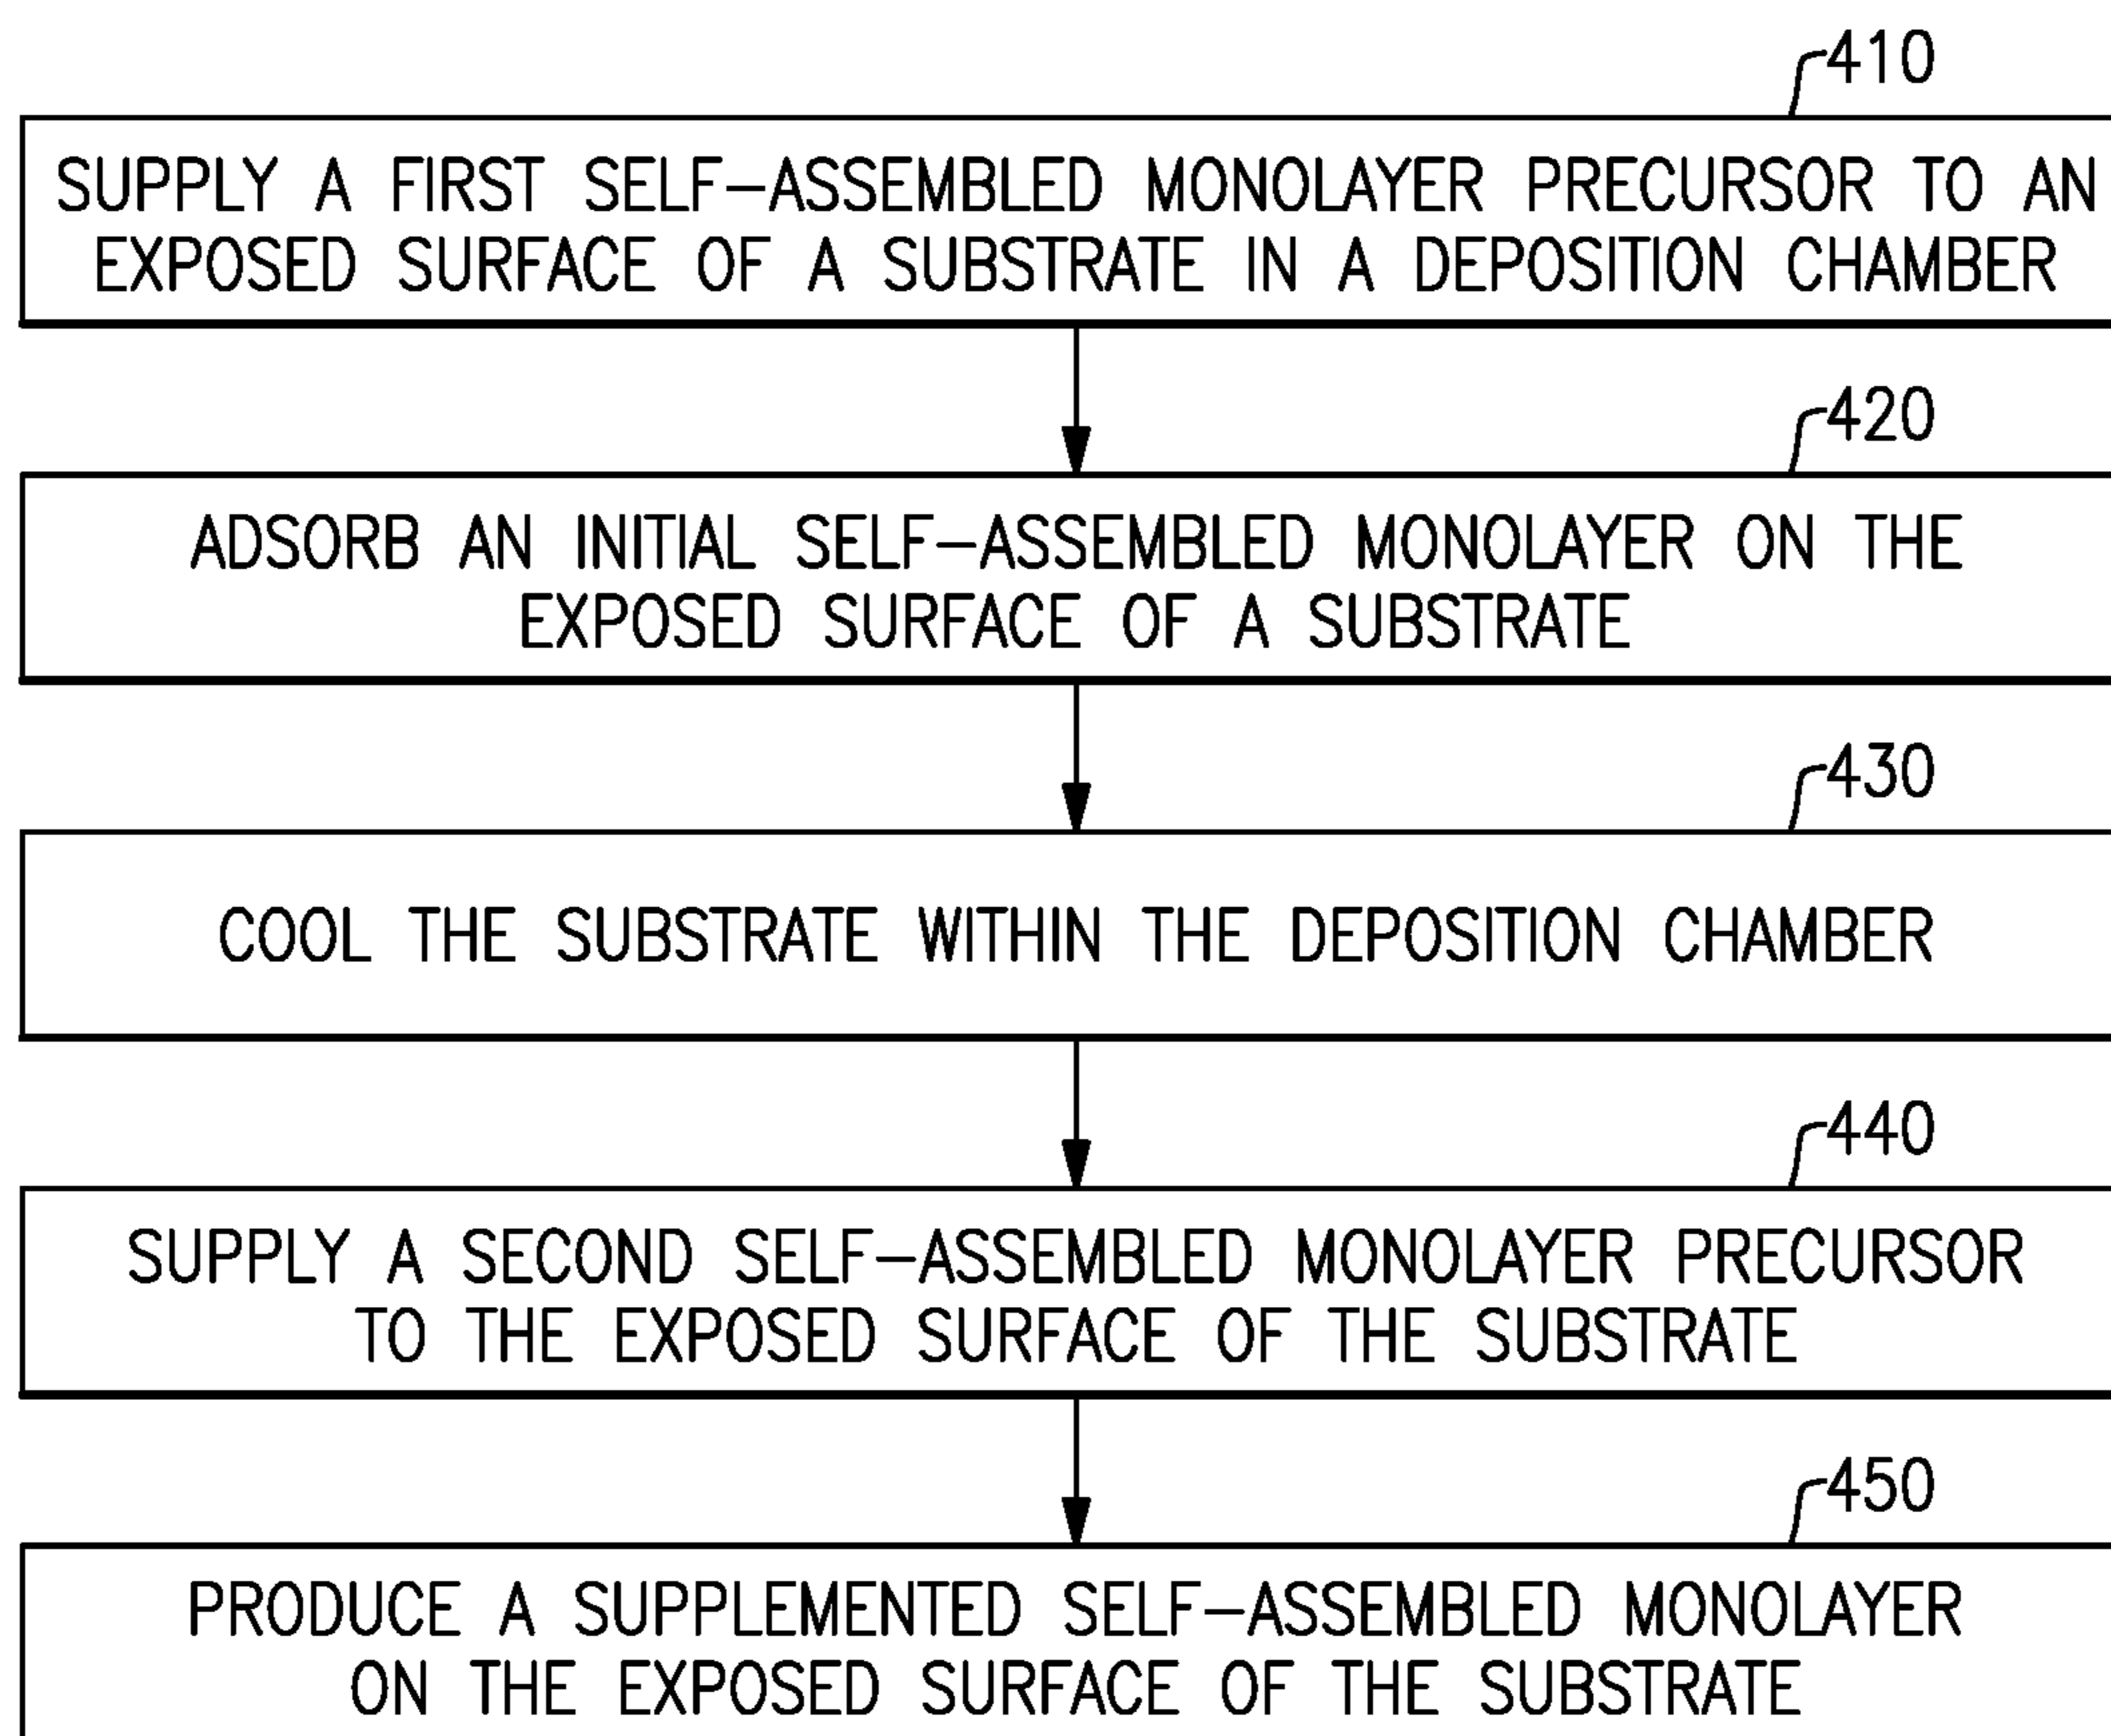 410
SUPPLY A FIRST SELF-ASSEMBLED MONOLAYER PRECURSOR TO AN
EXPOSED SURFACE OF A SUBSTRATE IN A DEPOSITION CHAMBER
420
ADSORB AN INITIAL SELF-ASSEMBLED MONOLAYER ON THE
EXPOSED SURFACE OF A SUBSTRATE
430
COOL THE SUBSTRATE WITHIN THE DEPOSITION CHAMBER
440
SUPPLY A SECOND SELF-ASSEMBLED MONOLAYER PRECURSOR
TO THE EXPOSED SURFACE OF THE SUBSTRATE
450
PRODUCE A SUPPLEMENTED SELF-ASSEMBLED MONOLAYER
ON THE EXPOSED SURFACE OF THE SUBSTRATE